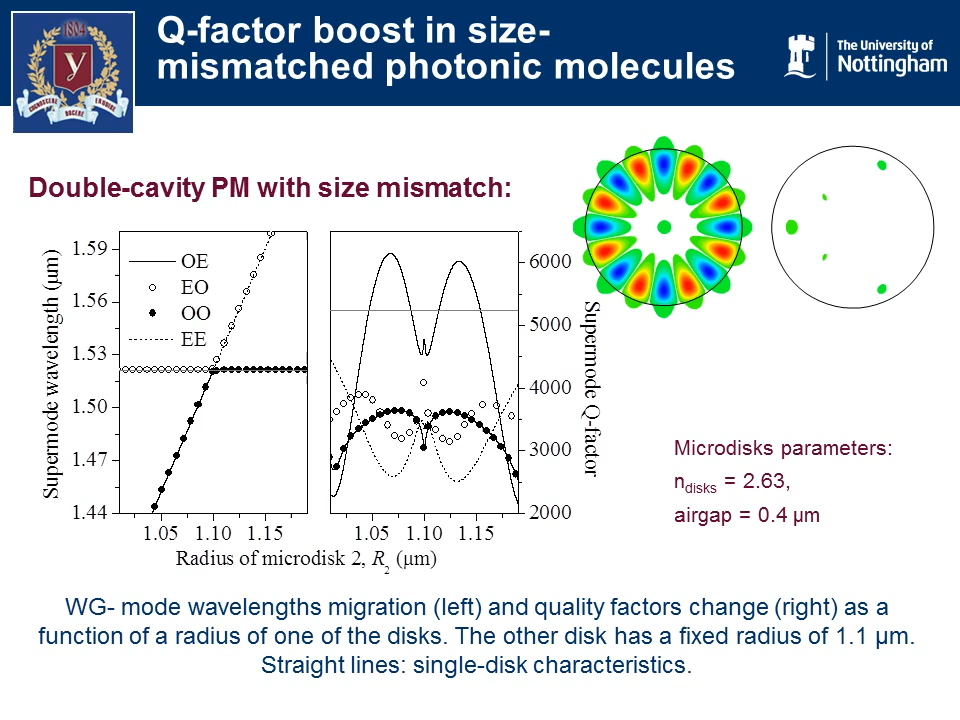 Q-factor boost in size-
mismatched photonic molecules
The University of
Nottingham
1804
У
COGNOSCERE
DOCERE
ERUDIRE
Double-cavity PM with size mismatch:
Supermode wavelength (μm)
1.59
1.56
1.53
1.50
1.47
1.44
OE
EO
OO
EE
1.05 1.10 1.15
1.05 1.10 1.15
6000
5000
4000
3000
2000
Supermode Q-factor
Radius of microdisk 2, R2 (μm)
Microdisks parameters:
ndisks = 2.63,
airgap = 0.4 μm
WG- mode wavelengths migration (left) and quality factors change (right) as a
function of a radius of one of the disks. The other disk has a fixed radius of 1.1 μm.
Straight lines: single-disk characteristics.